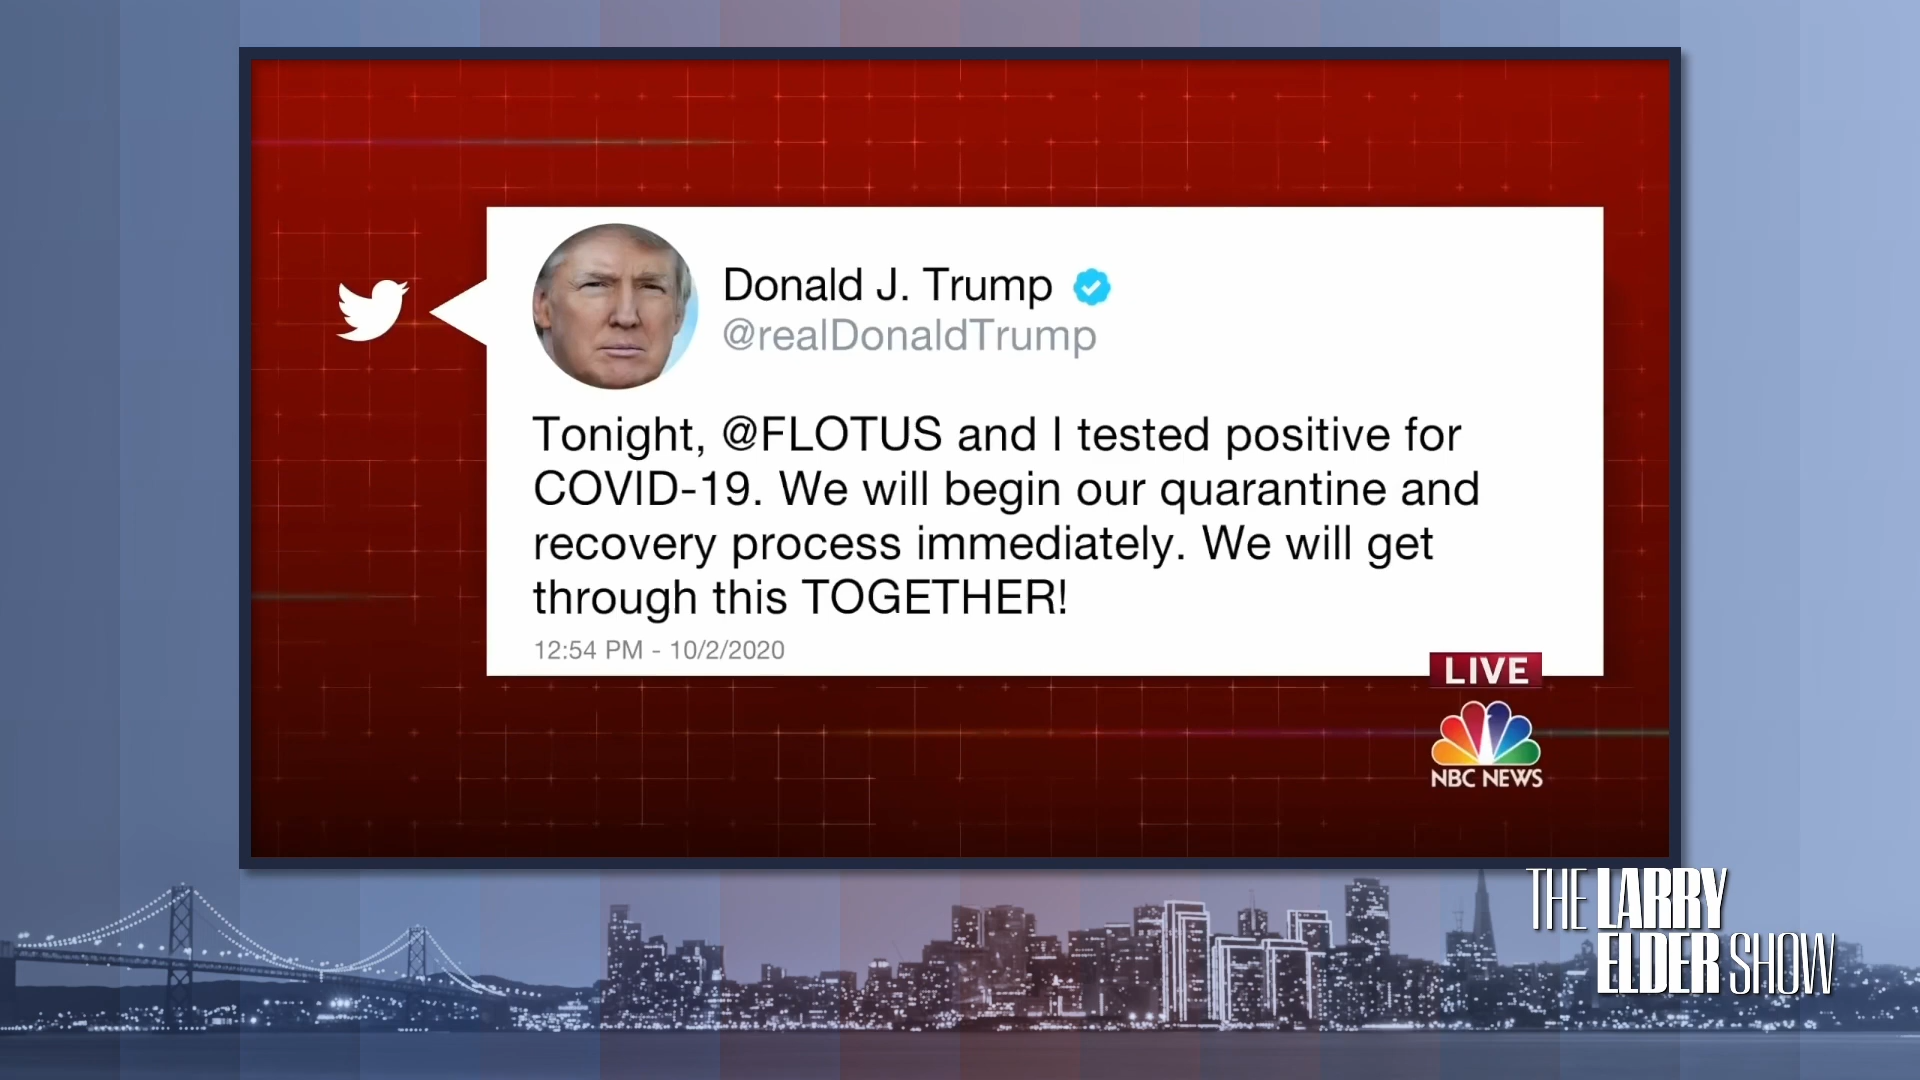 Donald J. Trump
@realDonaldTrump
Tonight, @FLOTUS and I tested positive for
COVID-19. We will begin our quarantine and
recovery process immediately. We will get
through this TOGETHER!
12:54 PM - 10/2/2020
LIVE
NBC NEWS
THE LARRY
ELDER SHOW